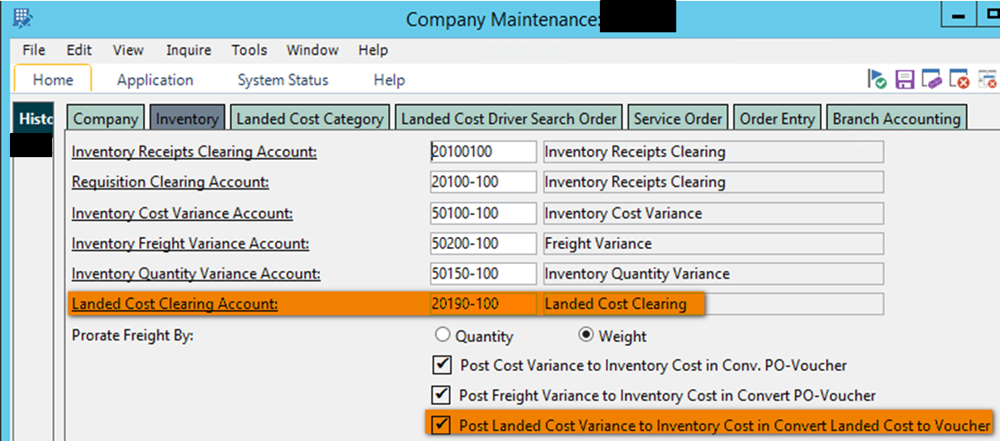 Company Maintenance:
File Edit View Inquire Tools Window Help
Home Application System Status Help
Histo Company Inventory Landed Cost Category Landed Cost Driver Search Order Service Order Order Entry Branch Accounting
Inventory Receipts Clearing Account: 20100100 Inventory Receipts Clearing
Requisition Clearing Account: 20100-100 Inventory Receipts Clearing
Inventory Cost Variance Account: 50100-100 Inventory Cost Variance
Inventory Freight Variance Account: 50200-100 Freight Variance
Inventory Quantity Variance Account: 50150-100 Inventory Quantity Variance
Landed Cost Clearing Account: 20190-100 Landed Cost Clearing
Prorate Freight By: Quantity Weight
Post Cost Variance to Inventory Cost in Conv. PO-Voucher
Post Freight Variance to Inventory Cost in Convert PO-Voucher
Post Landed Cost Variance to Inventory Cost in Convert Landed Cost to Voucher